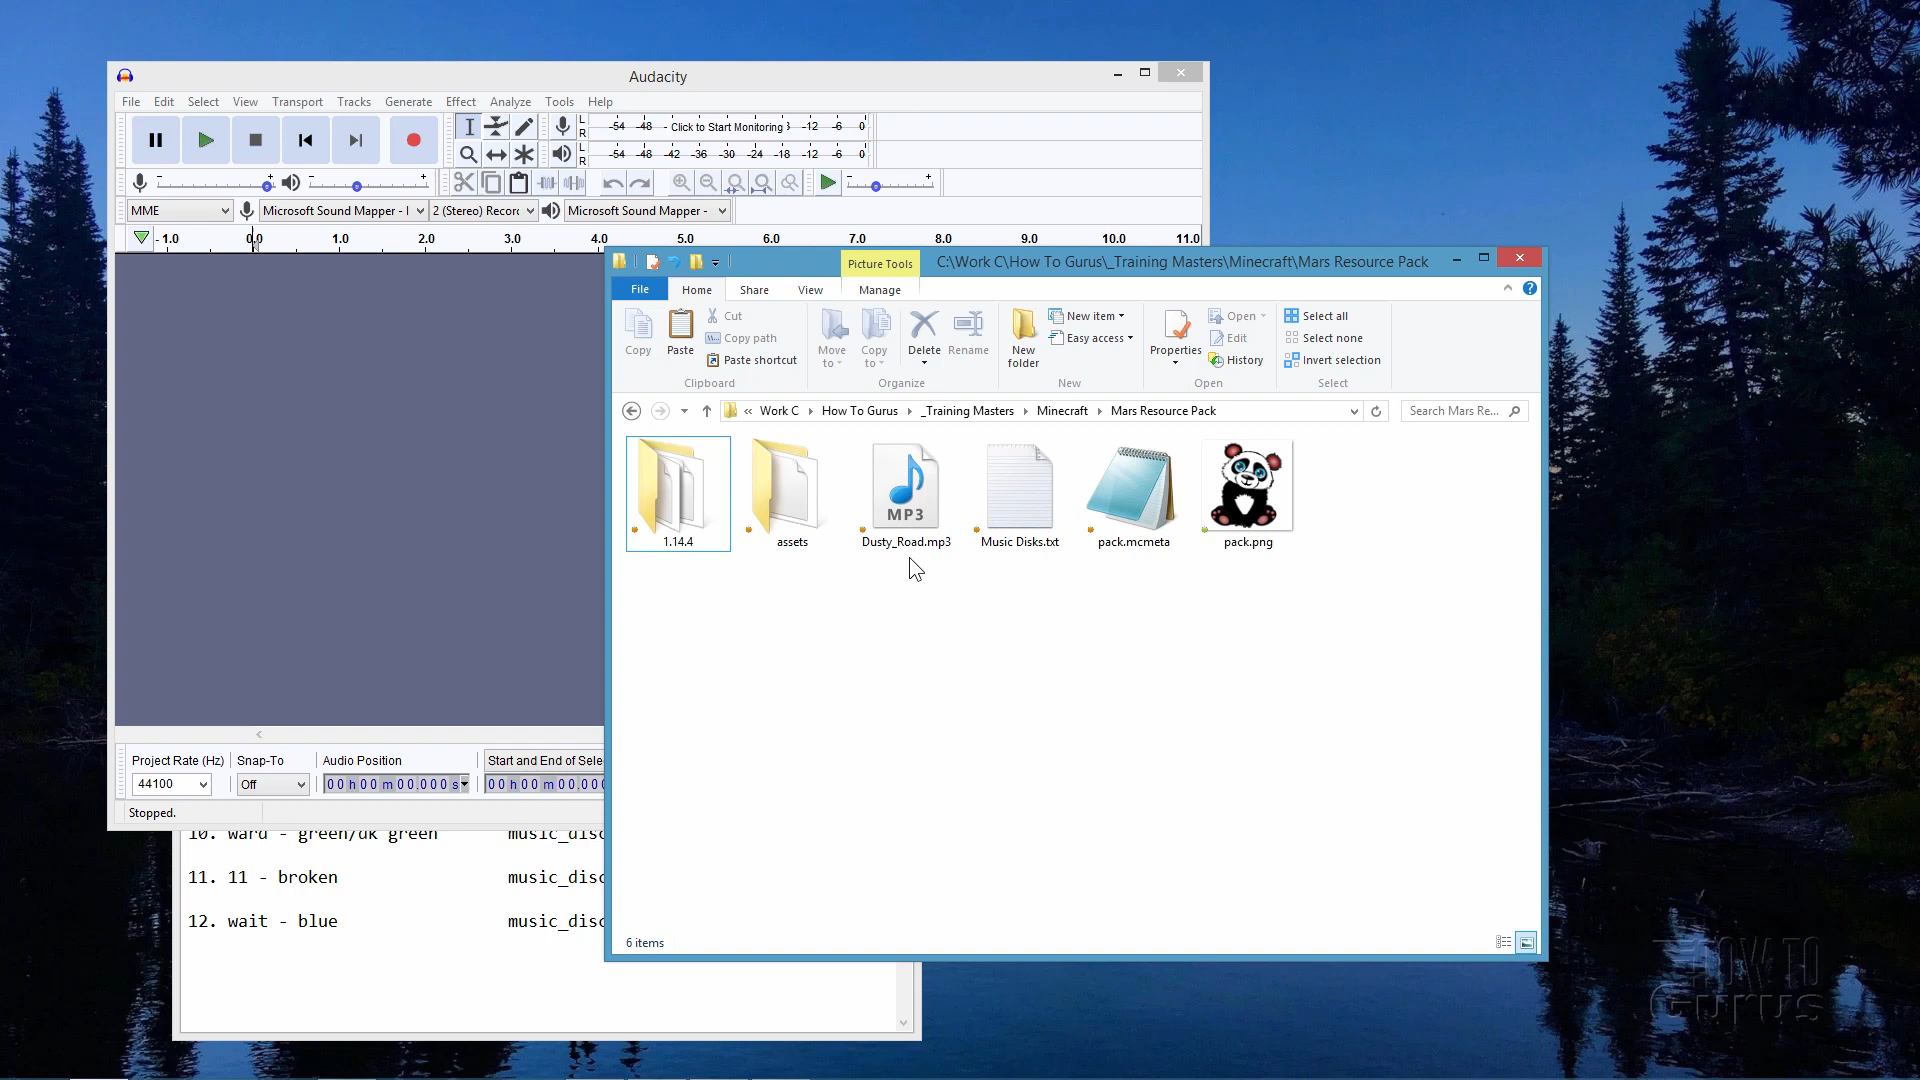 Audacity
File Edit Select View Transport Tracks Generate Effect Analyze Tools Help
L
R
-54 -48 - Click to Start Monitoring -12 -6 0
L
R
-54 -48 -42 -36 -30 -24 -18 -12 -6 0
MME
Microsoft Sound Mapper - I
2 (Stereo) Record
Microsoft Sound Mapper -
- 1.0 0.0 1.0 2.0 3.0 4.0 5.0 6.0 7.0 8.0 9.0 10.0 11.0
Picture Tools
C:\Work C\How To Gurus\_Training Masters\Minecraft\Mars Resource Pack
File Home Share View Manage
Copy
Paste
Cut
Copy path
Paste shortcut
Clipboard
Move to
Copy to
Delete
Rename
Organize
New folder
New item
Easy access
New
Properties
Open
Edit
History
Open
Select all
Select none
Invert selection
Select
« Work C How To Gurus _Training Masters Minecraft Mars Resource Pack
Search Mars Re...
MP3
1.14.4
assets
Dusty_Road.mp3
Music Disks.txt
pack.mcmeta
pack.png
6 items
Project Rate (Hz)
Snap-To
Audio Position
Start and End of Sele
44100
Off
00 h 00 m 00.000 s
00 h 00 m 00.00
Stopped.
10. ward - green/dk green music_disc
11. 11 - broken music_disc
12. wait - blue music_disc
HOW TO
GURUS